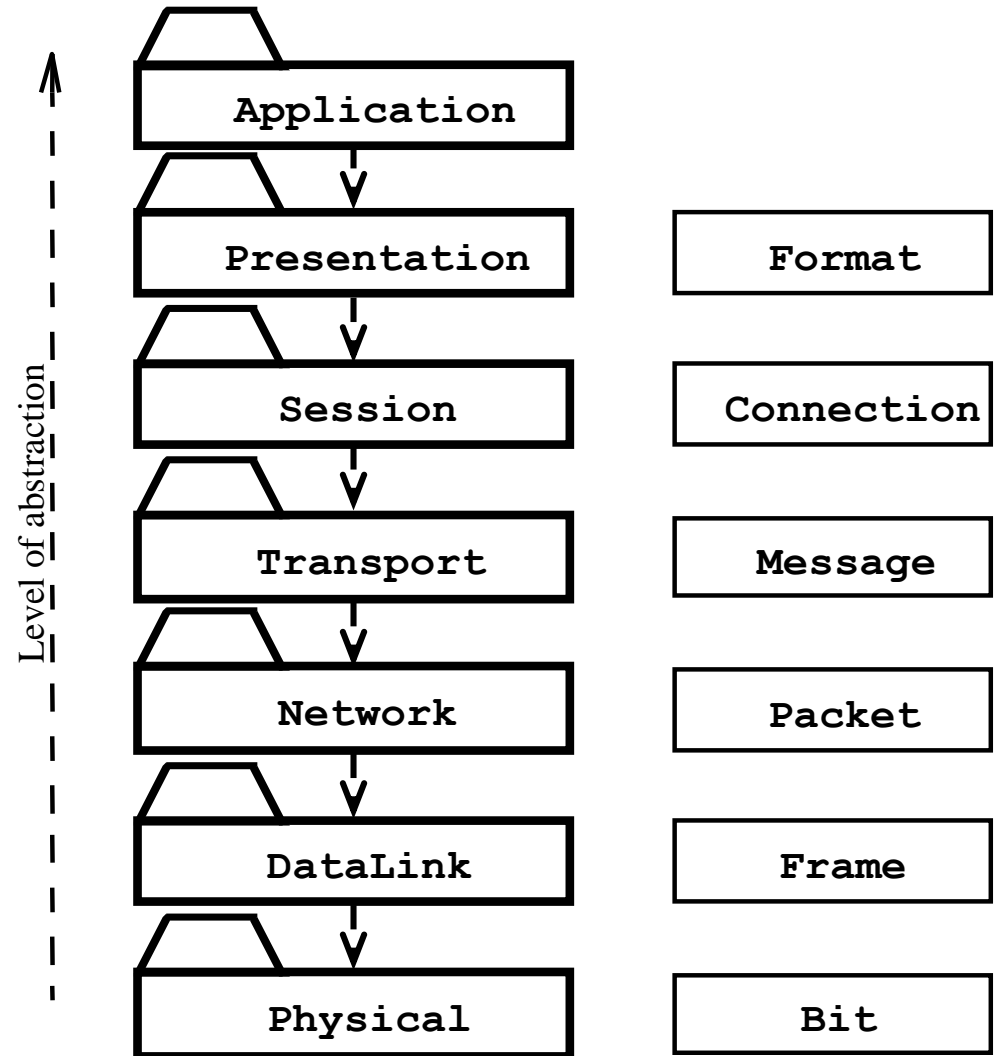 Application
Presentation
Format
Session
Connection
Level of abstraction
Transport
Message
Network
Packet
DataLink
Frame
Physical
Bit